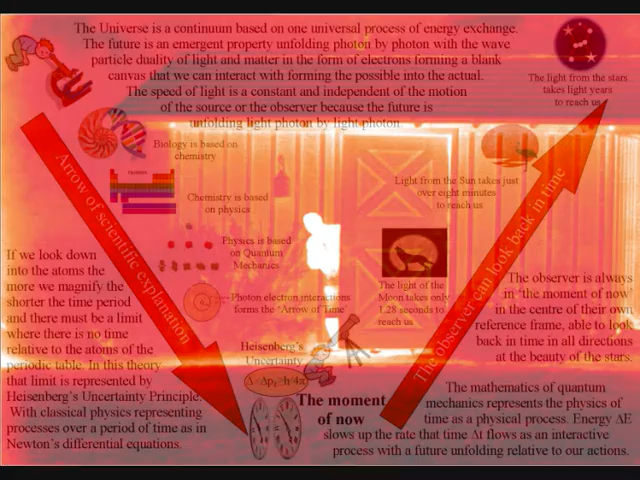 The Universe is a continuum based on one universal process of energy exchange.
The future is an emergent property unfolding photon by photon with the wave
particle duality of light and matter in the form of electrons forming a blank
canvas that we can interact with forming the possible into the actual.
The speed of light is a constant and independent of the motion
of the source or the observer because the future is
unfolding light photon by light photon.
The light from the stars
takes light years
to reach us
Biology is based on
chemistry
Chemistry is based
on physics
Physics is based
on Quantum
Mechanics
Photon electron interactions
forms the 'Arrow of Time'
Heisenberg's
Uncertainty
Arrow of scientific explanation
Light from the Sun takes just
over eight minutes
to reach us
The light of the
Moon takes only
1.28 seconds to
reach us
The observer can look back in time
If we look down
into the atoms the
more we magnify the
shorter the time period
and there must be a limit
where there is no time
relative to the atoms of the
periodic table. In this theory
that limit is represented by
Heisenberg's Uncertainty Principle.
With classical physics representing
processes over a period of time as in
Newton's differential equations.
The moment
of now
The observer is always
in 'the moment of now'
in the centre of their own
reference frame, able to look
back in time in all directions
at the beauty of the stars.
The mathematics of quantum
mechanics represents the physics of
time as a physical process. Energy ΔE
slows up the rate that time Δt flows as an interactive
process with a future unfolding relative to our actions.